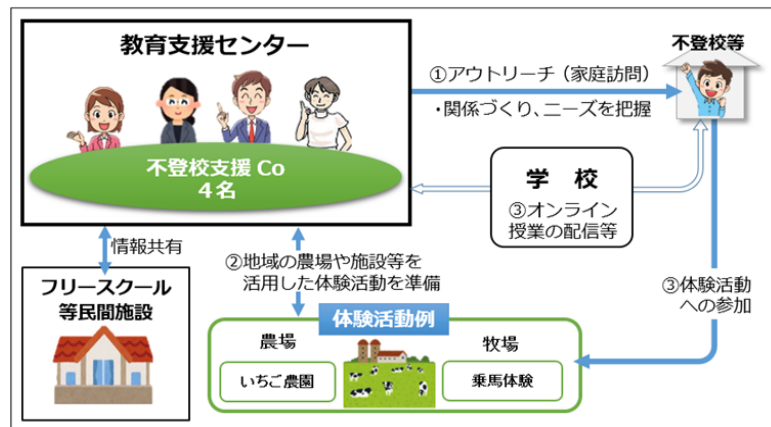 教育支援センター
不登校支援 Co
4名
不登校等
①アウトリーチ（家庭訪問）
・関係づくり、ニーズを把握
学　校
③オンライン
授業の配信等
情報共有
②地域の農場や施設等を
活用した体験活動を準備
③体験活動
への参加
フリースクール
等民間施設
体験活動例
農場
いちご農園
牧場
乗馬体験